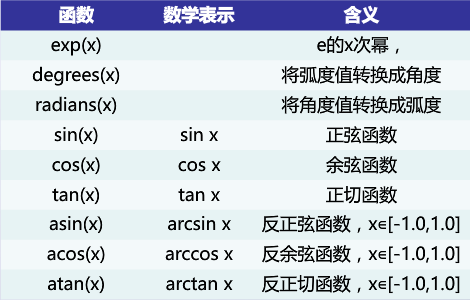 函数 数学表示 含义
exp(x) e的x次幂，
degrees(x) 将弧度值转换成角度
radians(x) 将角度值转换成弧度
sin(x) sin x 正弦函数
cos(x) cos x 余弦函数
tan(x) tan x 正切函数
asin(x) arcsin x 反正弦函数，x∈[-1.0,1.0]
acos(x) arccos x 反余弦函数，x∈[-1.0,1.0]
atan(x) arctan x 反正切函数，x∈[-1.0,1.0]